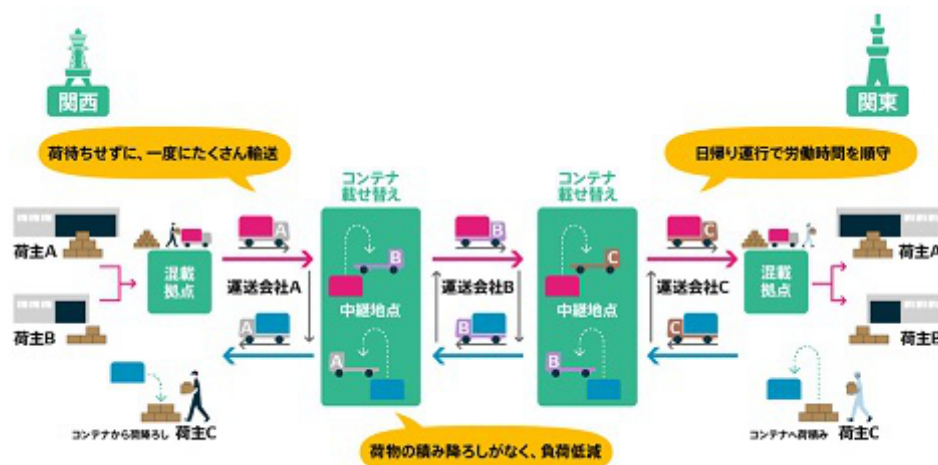 関西
関東
荷待ちせずに、一度にたくさん輸送
日帰り運行で労働時間を順守
コンテナ
載せ替え
コンテナ
載せ替え
荷主A
混載
拠点
A
運送会社A
B
B
運送会社B
C
C
運送会社C
混載
拠点
荷主A
荷主B
中継地点
中継地点
荷主B
A
A
B
B
C
コンテナから荷降ろし 荷主C
コンテナへ荷積み 荷主C
荷物の積み降ろしがなく、負荷低減